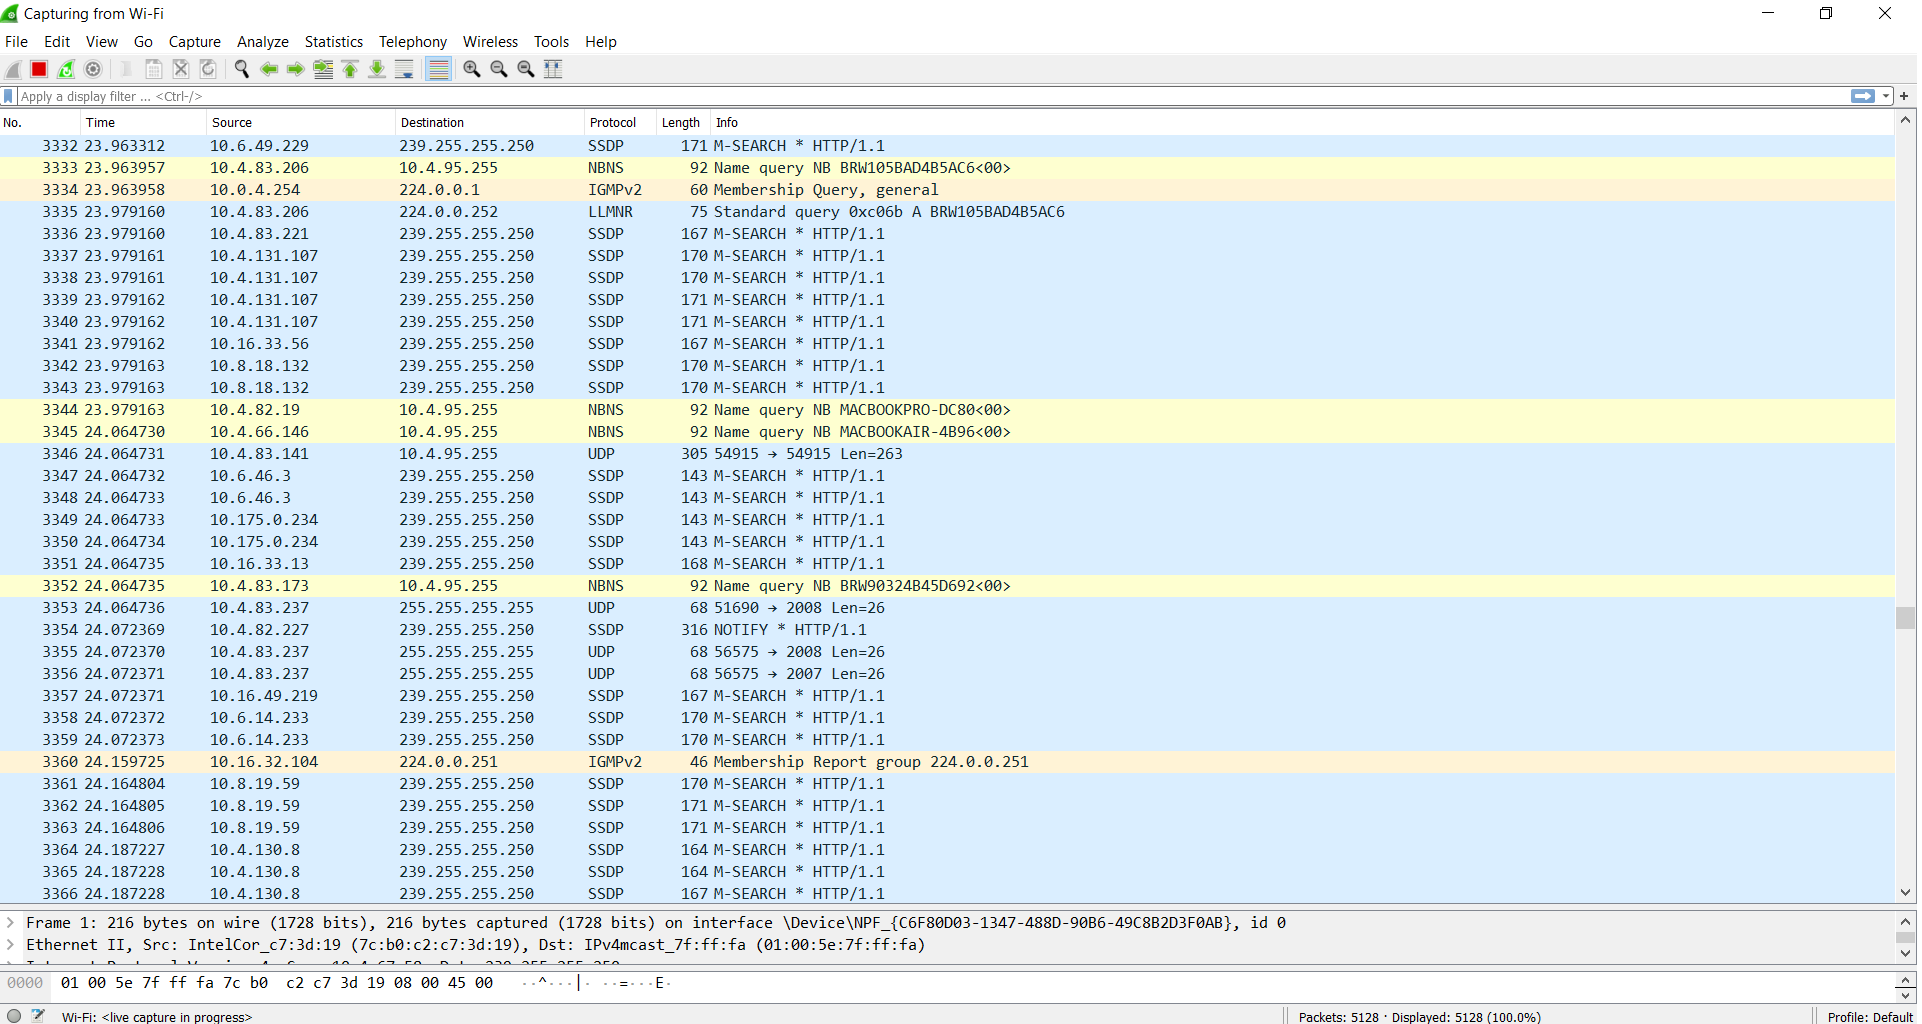 Capturing from Wi-Fi
File Edit View Go Capture Analyze Statistics Telephony Wireless Tools Help
Apply a display filter ... <Ctrl-/>
No. Time Source Destination Protocol Length Info
3332 23.963312 10.6.49.229 239.255.255.250 SSDP 171 M-SEARCH * HTTP/1.1
3333 23.963957 10.4.83.206 10.4.95.255 NBNS 92 Name query NB BRW105BAD4B5AC6<00>
3334 23.963958 10.0.4.254 224.0.0.1 IGMPv2 60 Membership Query, general
3335 23.979160 10.4.83.206 224.0.0.252 LLMNR 75 Standard query 0xc06b A BRW105BAD4B5AC6
3336 23.979160 10.4.83.221 239.255.255.250 SSDP 167 M-SEARCH * HTTP/1.1
3337 23.979161 10.4.131.107 239.255.255.250 SSDP 170 M-SEARCH * HTTP/1.1
3338 23.979161 10.4.131.107 239.255.255.250 SSDP 170 M-SEARCH * HTTP/1.1
3339 23.979162 10.4.131.107 239.255.255.250 SSDP 171 M-SEARCH * HTTP/1.1
3340 23.979162 10.4.131.107 239.255.255.250 SSDP 171 M-SEARCH * HTTP/1.1
3341 23.979162 10.16.33.56 239.255.255.250 SSDP 167 M-SEARCH * HTTP/1.1
3342 23.979163 10.8.18.132 239.255.255.250 SSDP 170 M-SEARCH * HTTP/1.1
3343 23.979163 10.8.18.132 239.255.255.250 SSDP 170 M-SEARCH * HTTP/1.1
3344 23.979163 10.4.82.19 10.4.95.255 NBNS 92 Name query NB MACBOOKPRO-DC80<00>
3345 24.064730 10.4.66.146 10.4.95.255 NBNS 92 Name query NB MACBOOKAIR-4B96<00>
3346 24.064731 10.4.83.141 10.4.95.255 UDP 305 54915 → 54915 Len=263
3347 24.064732 10.6.46.3 239.255.255.250 SSDP 143 M-SEARCH * HTTP/1.1
3348 24.064733 10.6.46.3 239.255.255.250 SSDP 143 M-SEARCH * HTTP/1.1
3349 24.064733 10.175.0.234 239.255.255.250 SSDP 143 M-SEARCH * HTTP/1.1
3350 24.064734 10.175.0.234 239.255.255.250 SSDP 143 M-SEARCH * HTTP/1.1
3351 24.064735 10.16.33.13 239.255.255.250 SSDP 168 M-SEARCH * HTTP/1.1
3352 24.064735 10.4.83.173 10.4.95.255 NBNS 92 Name query NB BRW90324B45D692<00>
3353 24.064736 10.4.83.237 255.255.255.255 UDP 68 51690 → 2008 Len=26
3354 24.072369 10.4.82.227 239.255.255.250 SSDP 316 NOTIFY * HTTP/1.1
3355 24.072370 10.4.83.237 255.255.255.255 UDP 68 56575 → 2008 Len=26
3356 24.072371 10.4.83.237 255.255.255.255 UDP 68 56575 → 2007 Len=26
3357 24.072371 10.16.49.219 239.255.255.250 SSDP 167 M-SEARCH * HTTP/1.1
3358 24.072372 10.6.14.233 239.255.255.250 SSDP 170 M-SEARCH * HTTP/1.1
3359 24.072373 10.6.14.233 239.255.255.250 SSDP 170 M-SEARCH * HTTP/1.1
3360 24.159725 10.16.32.104 224.0.0.251 IGMPv2 46 Membership Report group 224.0.0.251
3361 24.164804 10.8.19.59 239.255.255.250 SSDP 170 M-SEARCH * HTTP/1.1
3362 24.164805 10.8.19.59 239.255.255.250 SSDP 171 M-SEARCH * HTTP/1.1
3363 24.164806 10.8.19.59 239.255.255.250 SSDP 171 M-SEARCH * HTTP/1.1
3364 24.187227 10.4.130.8 239.255.255.250 SSDP 164 M-SEARCH * HTTP/1.1
3365 24.187228 10.4.130.8 239.255.255.250 SSDP 164 M-SEARCH * HTTP/1.1
3366 24.187228 10.4.130.8 239.255.255.250 SSDP 167 M-SEARCH * HTTP/1.1
Frame 1: 216 bytes on wire (1728 bits), 216 bytes captured (1728 bits) on interface \Device\NPF_{C6F80D03-1347-488D-90B6-49C8B2D3F0AB}, id 0
Ethernet II, Src: IntelCor_c7:3d:19 (7c:b0:c2:c7:3d:19), Dst: IPv4mcast_7f:ff:fa (01:00:5e:7f:ff:fa)
0000 01 00 5e 7f ff fa 7c b0 c2 c7 3d 19 08 00 45 00 ··^···|· ··=···E·
Wi-Fi: <live capture in progress> Packets: 5128 · Displayed: 5128 (100.0%) Profile: Default